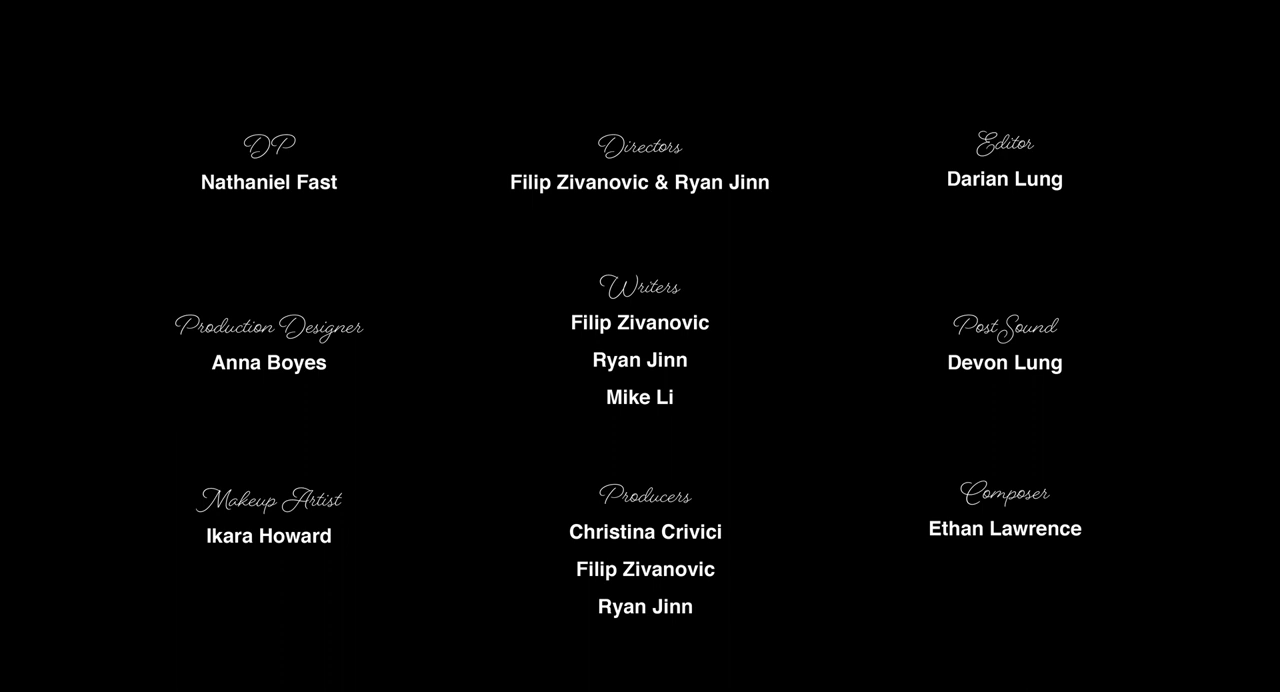 DP
Nathaniel Fast
Directors
Filip Zivanovic & Ryan Jinn
Editor
Darian Lung
Production Designer
Anna Boyes
Writers
Filip Zivanovic
Ryan Jinn
Mike Li
Post Sound
Devon Lung
Makeup Artist
Ikara Howard
Producers
Christina Crivici
Filip Zivanovic
Ryan Jinn
Composer
Ethan Lawrence